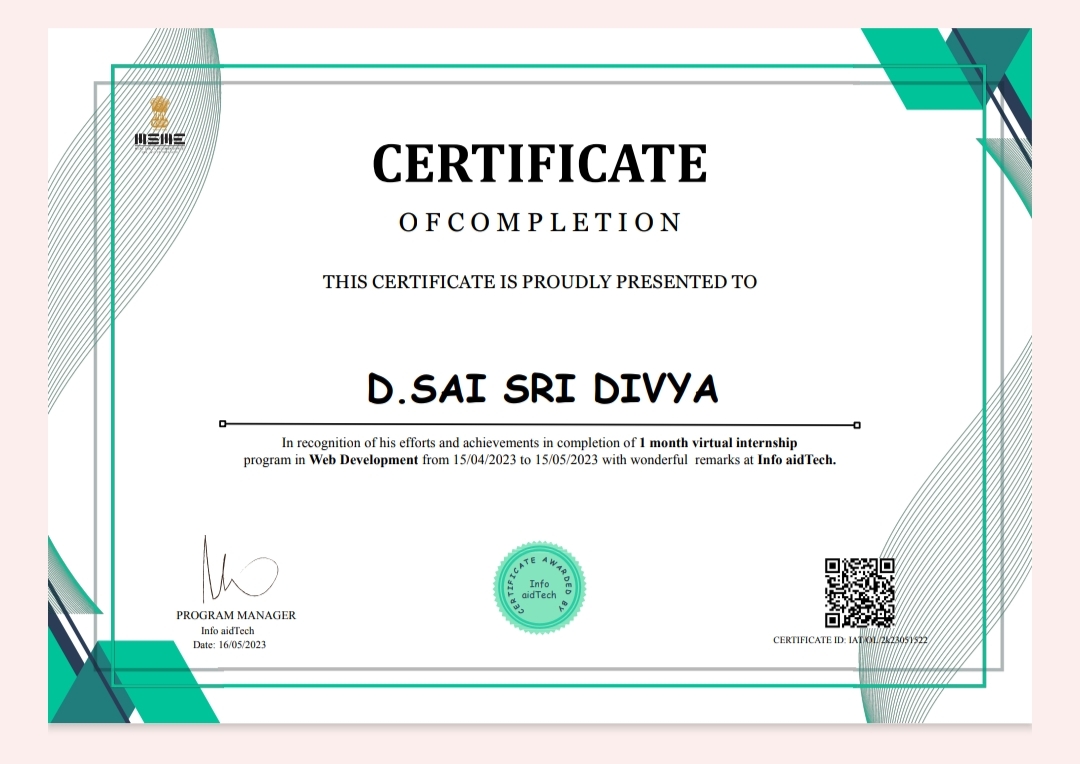 MSME
CERTIFICATE
OFCOMPLETION
THIS CERTIFICATE IS PROUDLY PRESENTED TO
D.SAI SRI DIVYA
In recognition of his efforts and achievements in completion of 1 month virtual internship
program in Web Development from 15/04/2023 to 15/05/2023 with wonderful remarks at Info aidTech.
PROGRAM MANAGER
Info aidTech
Date: 16/05/2023
CERTIFICATE AWARDED BY
Info
aidTech
CERTIFICATE ID: IAT/OL/2k23051522